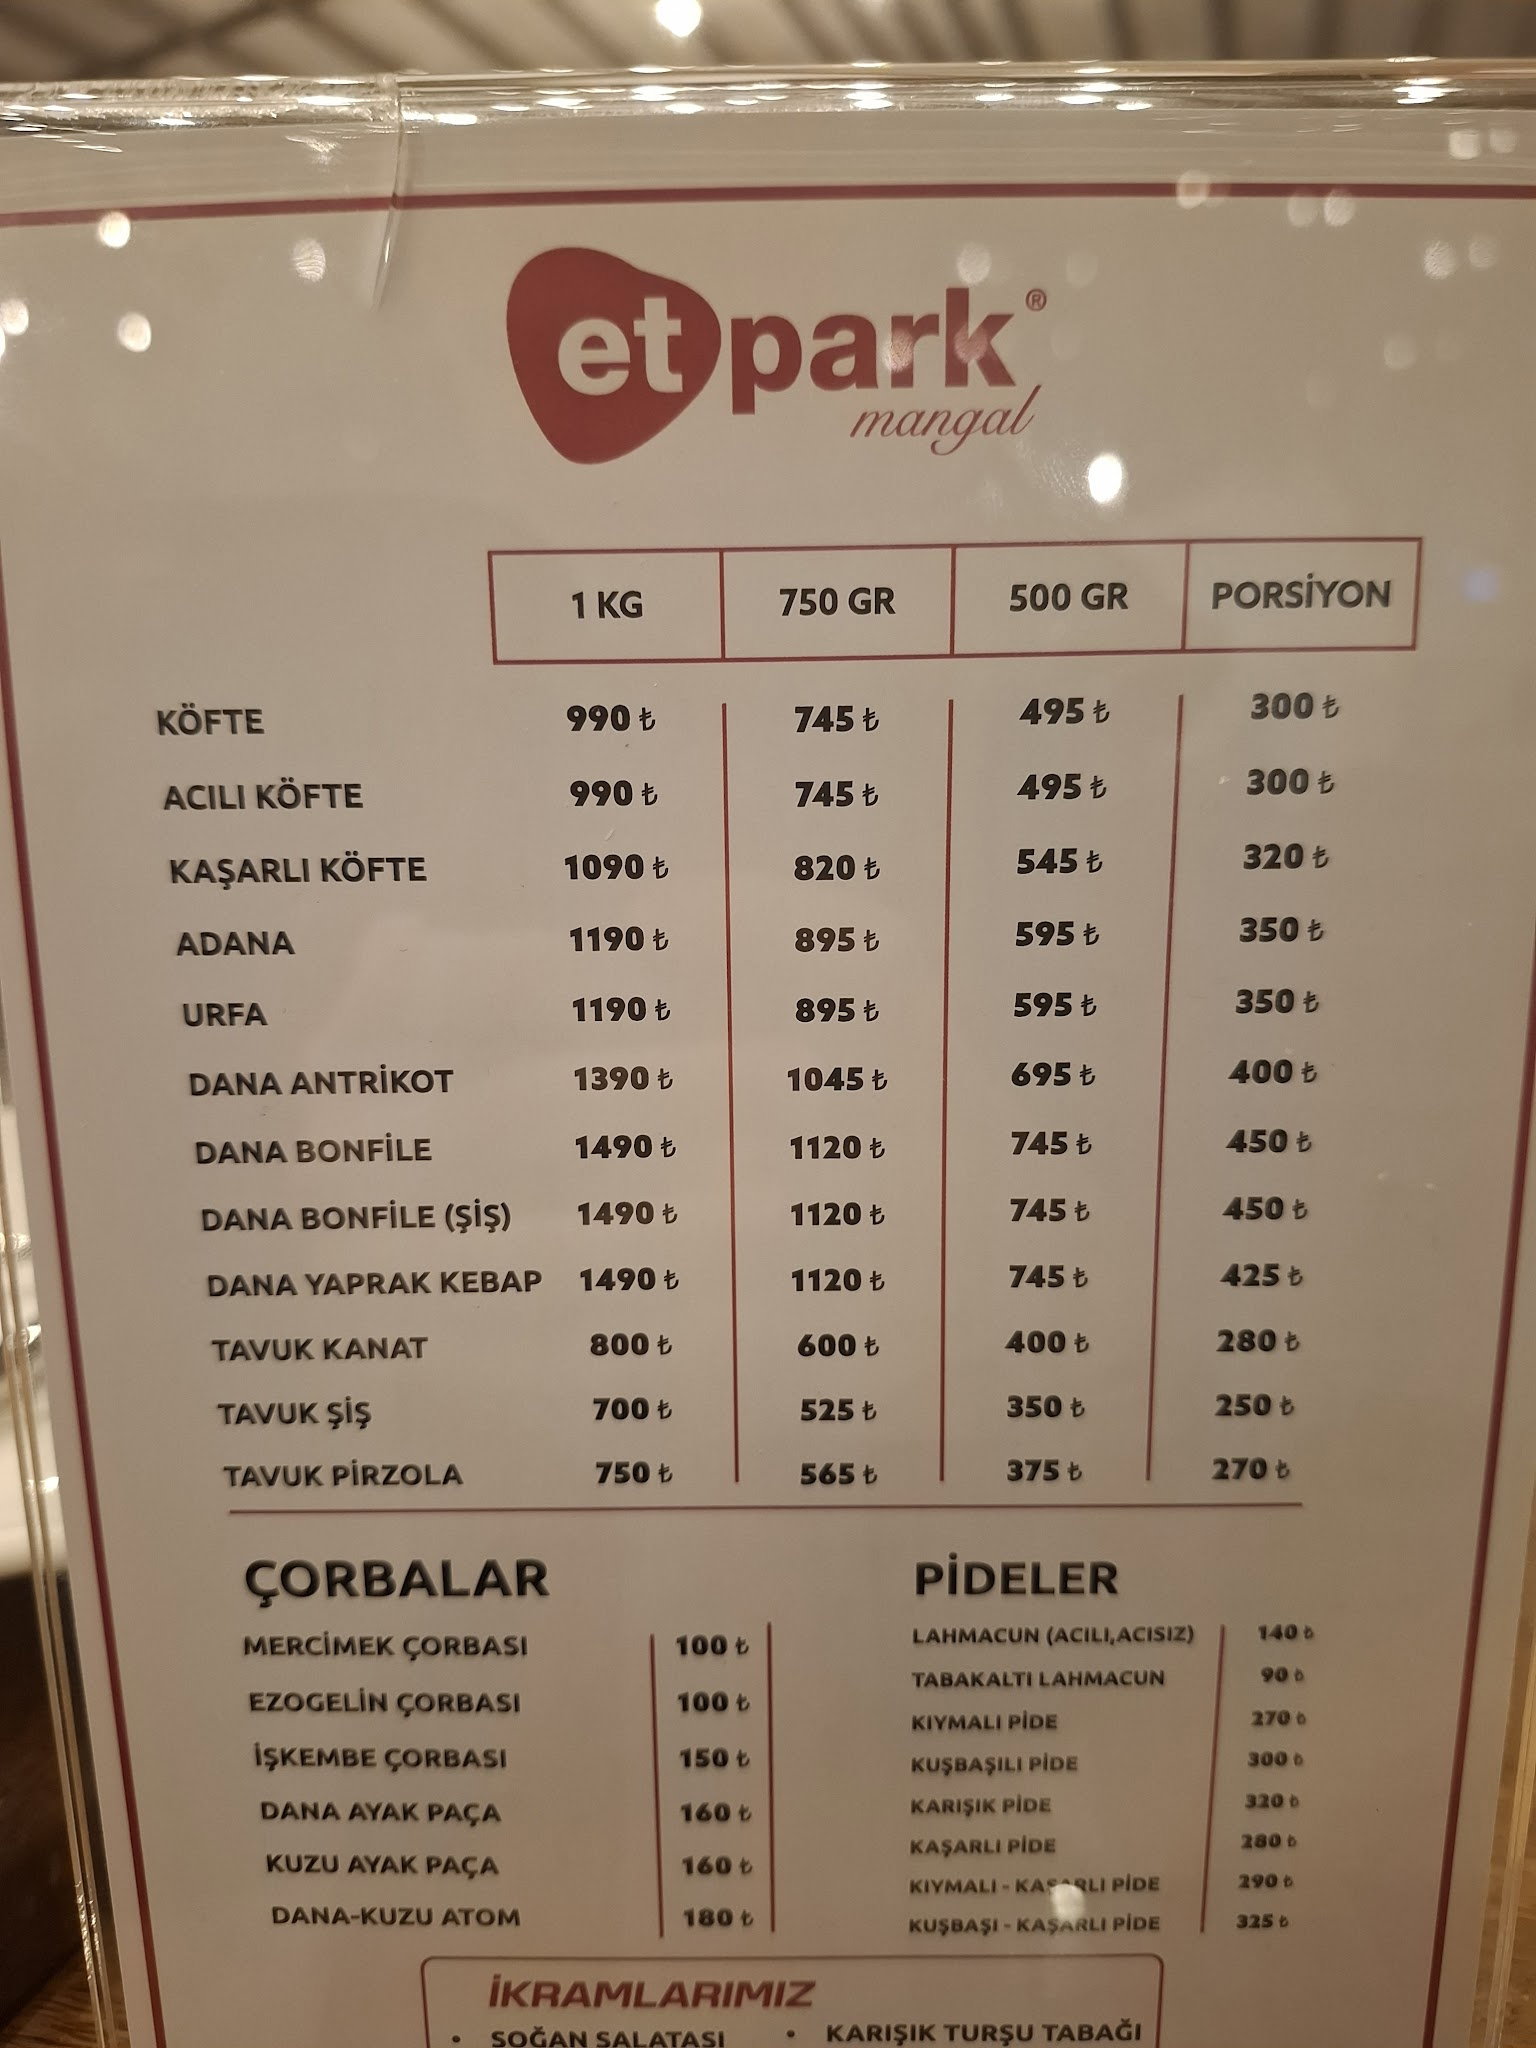 etpark®
mangal
1 KG 750 GR 500 GR PORSİYON
KÖFTE 990 ₺ 745 ₺ 495 ₺ 300 ₺
ACILI KÖFTE 990 ₺ 745 ₺ 495 ₺ 300 ₺
KAŞARLI KÖFTE 1090 ₺ 820 ₺ 545 ₺ 320 ₺
ADANA 1190 ₺ 895 ₺ 595 ₺ 350 ₺
URFA 1190 ₺ 895 ₺ 595 ₺ 350 ₺
DANA ANTRİKOT 1390 ₺ 1045 ₺ 695 ₺ 400 ₺
DANA BONFİLE 1490 ₺ 1120 ₺ 745 ₺ 450 ₺
DANA BONFİLE (ŞİŞ) 1490 ₺ 1120 ₺ 745 ₺ 450 ₺
DANA YAPRAK KEBAP 1490 ₺ 1120 ₺ 745 ₺ 425 ₺
TAVUK KANAT 800 ₺ 600 ₺ 400 ₺ 280 ₺
TAVUK ŞİŞ 700 ₺ 525 ₺ 350 ₺ 250 ₺
TAVUK PİRZOLA 750 ₺ 565 ₺ 375 ₺ 270 ₺
ÇORBALAR
MERCİMEK ÇORBASI 100 ₺
EZOGELİN ÇORBASI 100 ₺
İŞKEMBE ÇORBASI 150 ₺
DANA AYAK PAÇA 160 ₺
KUZU AYAK PAÇA 160 ₺
DANA-KUZU ATOM 180 ₺
PİDELER
LAHMACUN (ACILI,ACISIZ) 140 ₺
TABAKALTI LAHMACUN 90 ₺
KIYMALI PİDE 270 ₺
KUŞBAŞILI PİDE 300 ₺
KARIŞIK PİDE 320 ₺
KAŞARLI PİDE 280 ₺
KIYMALI - KAŞARLI PİDE 290 ₺
KUŞBAŞI - KAŞARLI PİDE 325 ₺
İKRAMLARIMIZ
• SOĞAN SALATASI
• KARIŞIK TURŞU TABAĞI